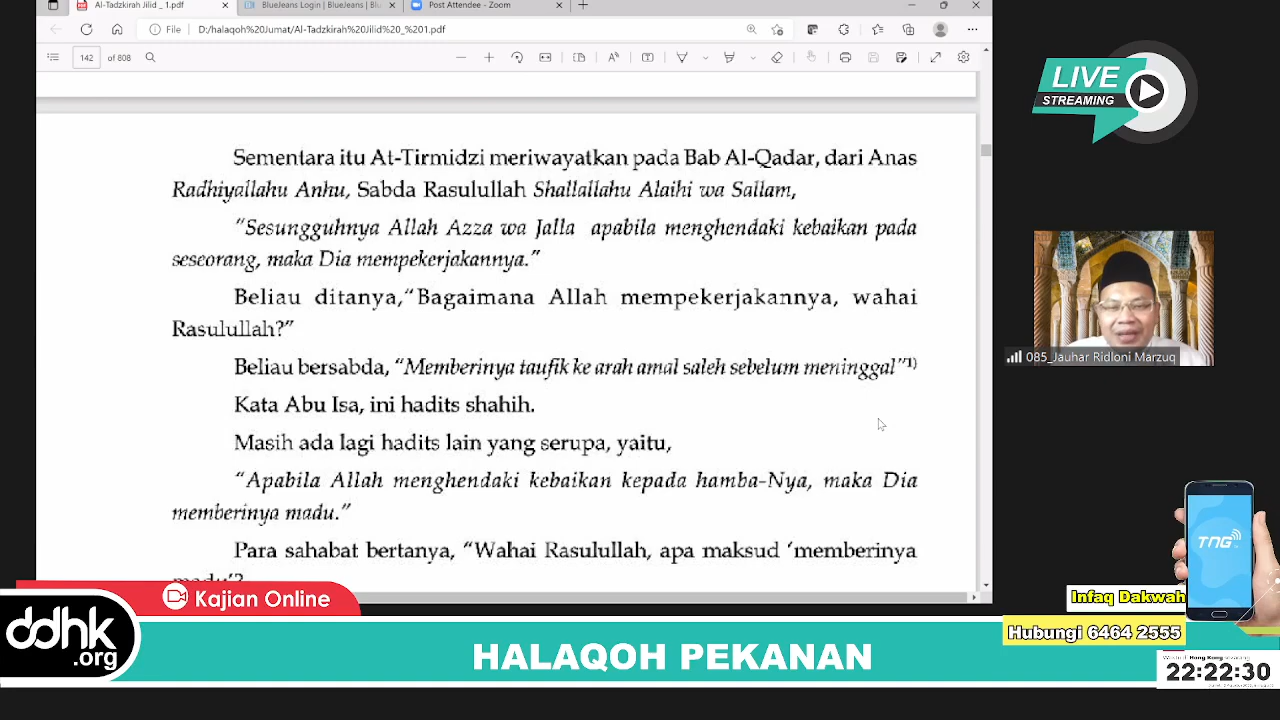 Al-Tadzkirah Jilid _ 1.pdf
BlueJeans Login | BlueJeans | Blu
Post Attendee - Zoom
File
D:/halaqoh%20Jumat/Al-Tadzkirah%20Jilid%20_%201.pdf
142
of 808
Sementara itu At-Tirmidzi meriwayatkan pada Bab Al-Qadar, dari Anas
Radhiyallahu Anhu, Sabda Rasulullah Shallallahu Alaihi wa Sallam,
"Sesungguhnya Allah Azza wa Jalla apabila menghendaki kebaikan pada
seseorang, maka Dia mempekerjakannya."
Beliau ditanya,"Bagaimana Allah mempekerjakannya, wahai
Rasulullah?"
Beliau bersabda, "Memberinya taufik ke arah amal saleh sebelum meninggal"1)
Kata Abu Isa, ini hadits shahih.
Masih ada lagi hadits lain yang serupa, yaitu,
"Apabila Allah menghendaki kebaikan kepada hamba-Nya, maka Dia
memberinya madu."
Para sahabat bertanya, "Wahai Rasulullah, apa maksud 'memberinya
madu'?
LIVE
STREAMING
085_Jauhar Ridloni Marzuq
TNG
Infaq Dakwah
Hubungi 6464 2555
Kajian Online
ddhk
.org
HALAQOH PEKANAN
22:22:30